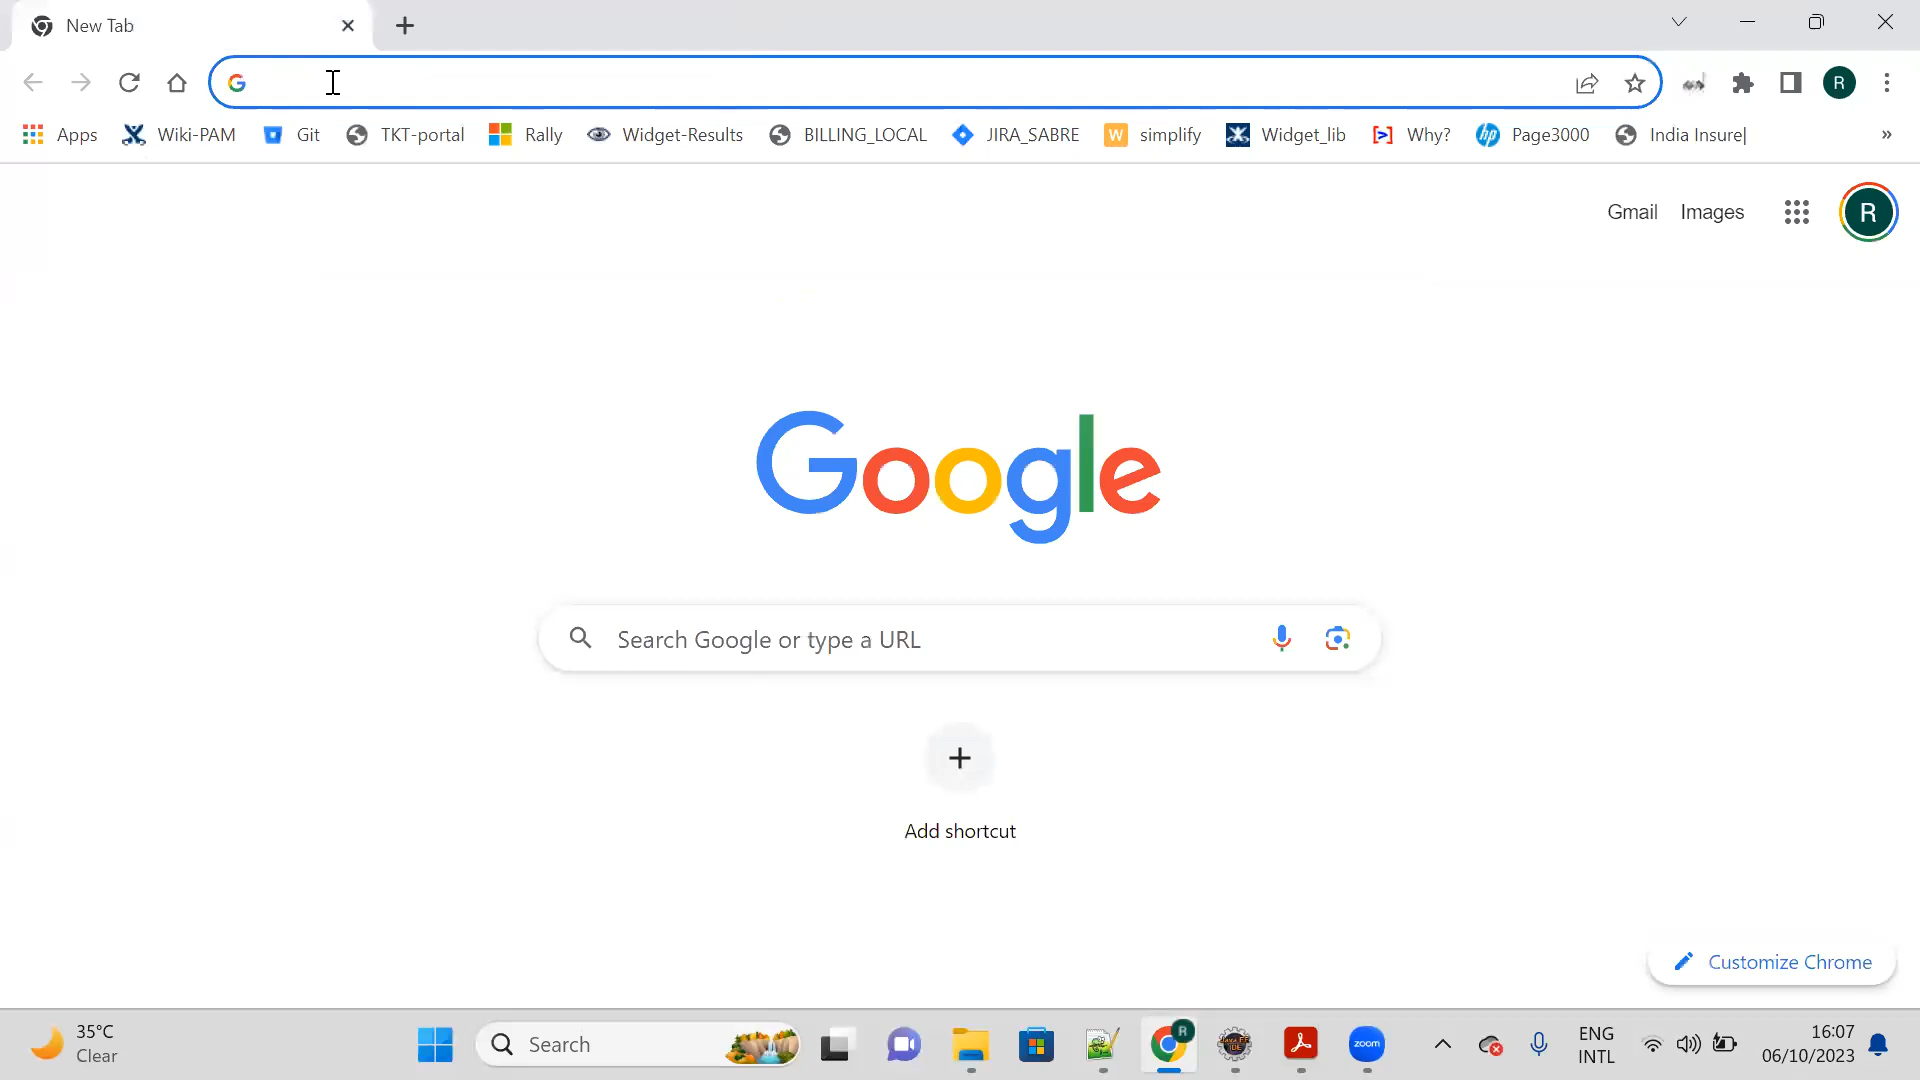 New Tab
Apps Wiki-PAM Git TKT-portal Rally Widget-Results BILLING_LOCAL JIRA_SABRE simplify Widget_lib Why? Page3000 India Insure| »
Gmail Images R
Google
Search Google or type a URL
Add shortcut
Customize Chrome
35°C
Clear
Search
zoom
ENG
INTL
16:07
06/10/2023